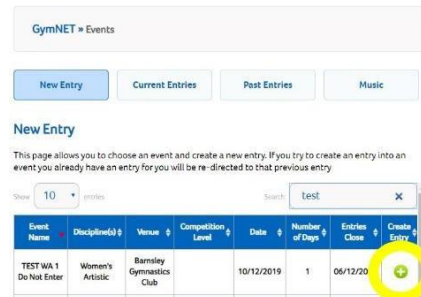 GymNET » Events
New Entry Current Entries Past Entries Music
New Entry
This page allows you to choose an event and create a new entry. If you try to create an entry into an
event you already have an entry for you will be re-directed to that previous entry
Show 10 entries Search: test ×
Event Name Discipline(s) Venue Competition Level Date Number of Days Entries Close Create Entry
TEST WA 1 Do Not Enter Women's Artistic Barnsley Gymnastics Club 10/12/2019 1 06/12/20